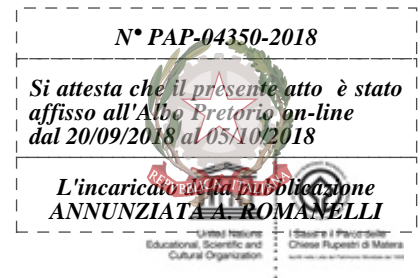 N° PAP-04350-2018
Si attesta che il presente atto è stato
affisso all'Albo Pretorio on-line
dal 20/09/2018 al 05/10/2018
L'incaricato della pubblicazione
ANNUNZIATA A. ROMANELLI
United Nations
Educational, Scientific and
Cultural Organization
I Sassi e il Parco delle
Chiese Rupestri di Matera